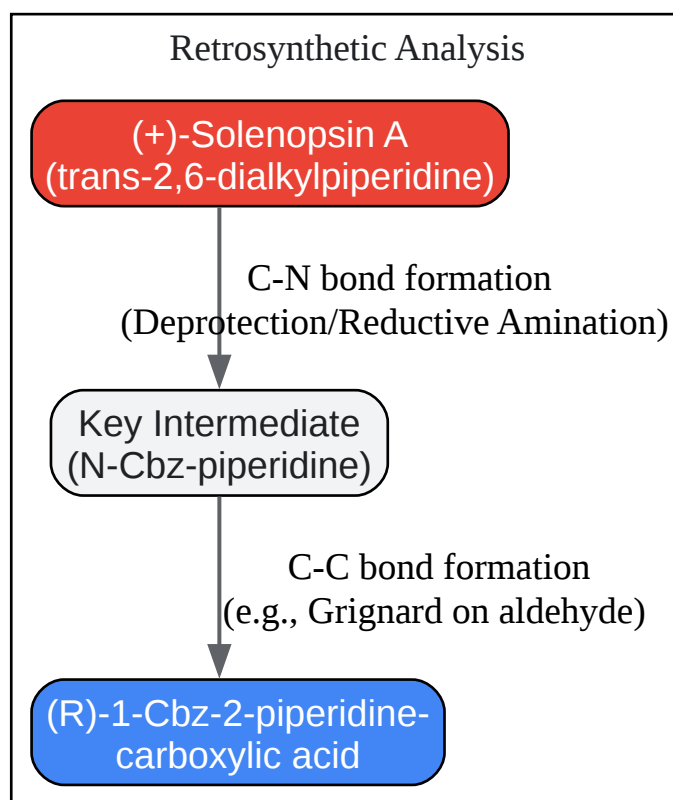 Retrosynthetic Analysis
(+)-Solenopsin A
(trans-2,6-dialkylpiperidine)
C-N bond formation
(Deprotection/Reductive Amination)
Key Intermediate
(N-Cbz-piperidine)
C-C bond formation
(e.g., Grignard on aldehyde)
(R)-1-Cbz-2-piperidine-
carboxylic acid